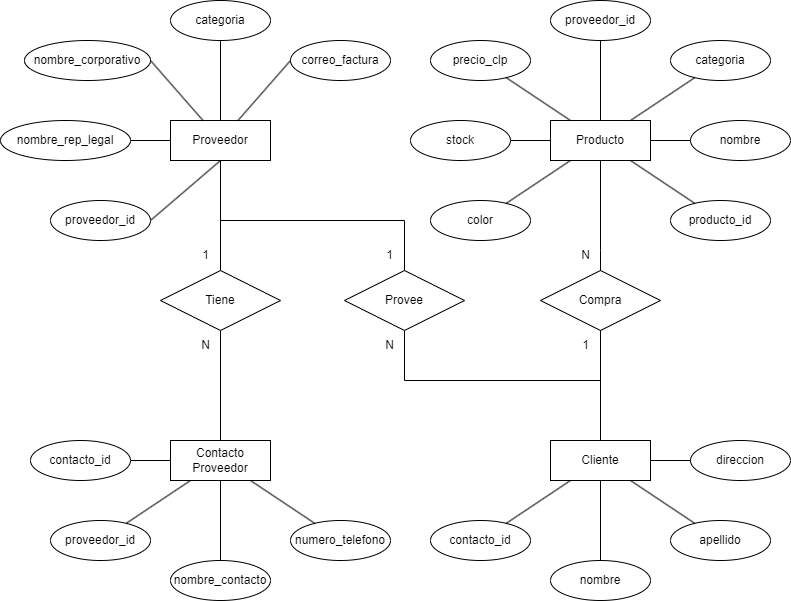 categoria
proveedor_id
nombre_corporativo
correo_factura
precio_clp
categoria
nombre_rep_legal
Proveedor
stock
Producto
nombre
proveedor_id
color
producto_id
1
1
N
Tiene
Provee
Compra
N
N
1
contacto_id
Contacto
Proveedor
Cliente
direccion
proveedor_id
numero_telefono
contacto_id
apellido
nombre_contacto
nombre